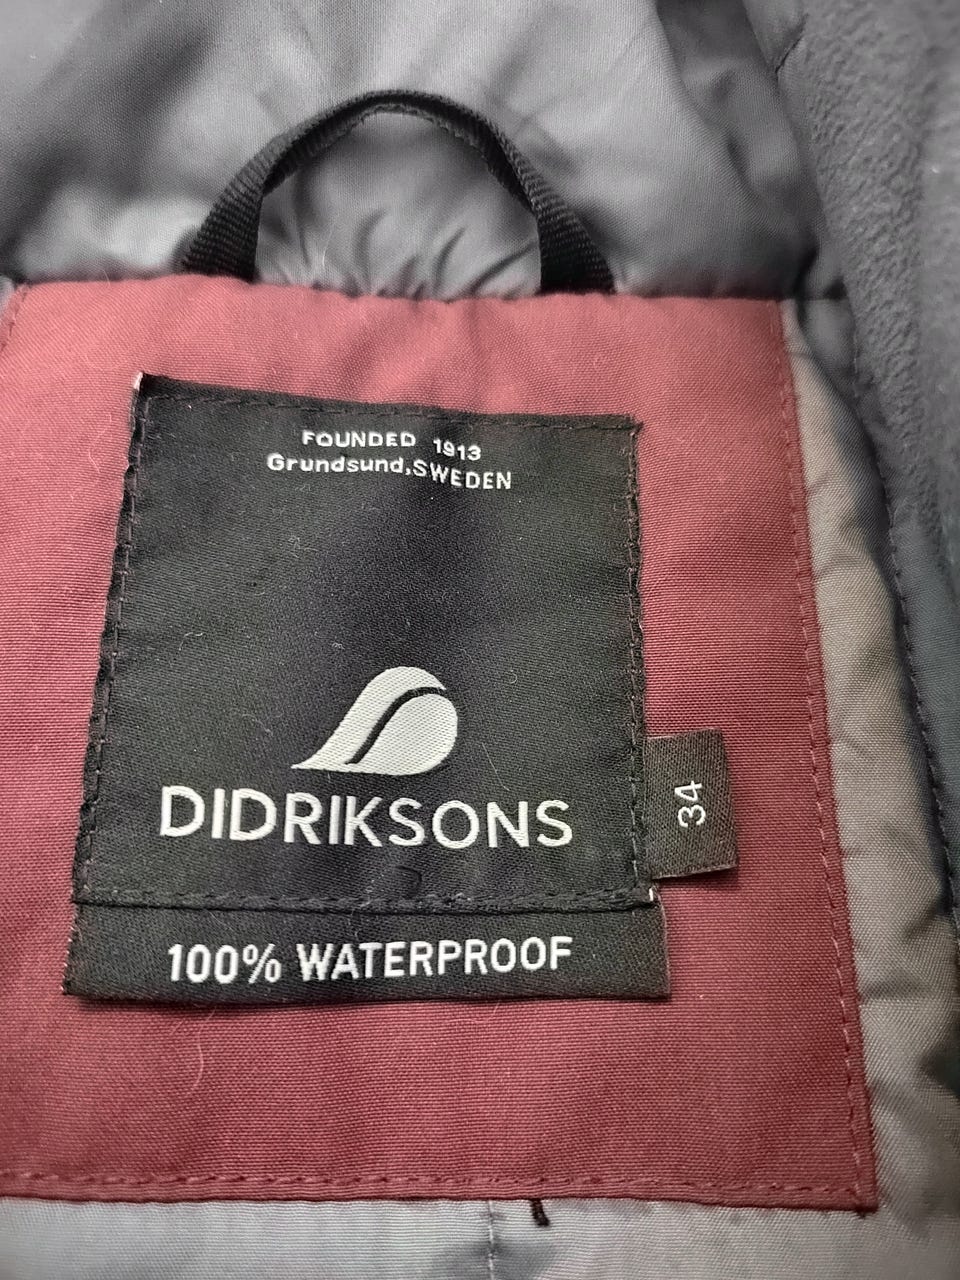 FOUNDED 1913
Grundsund,SWEDEN
DIDRIKSONS
34
100% WATERPROOF